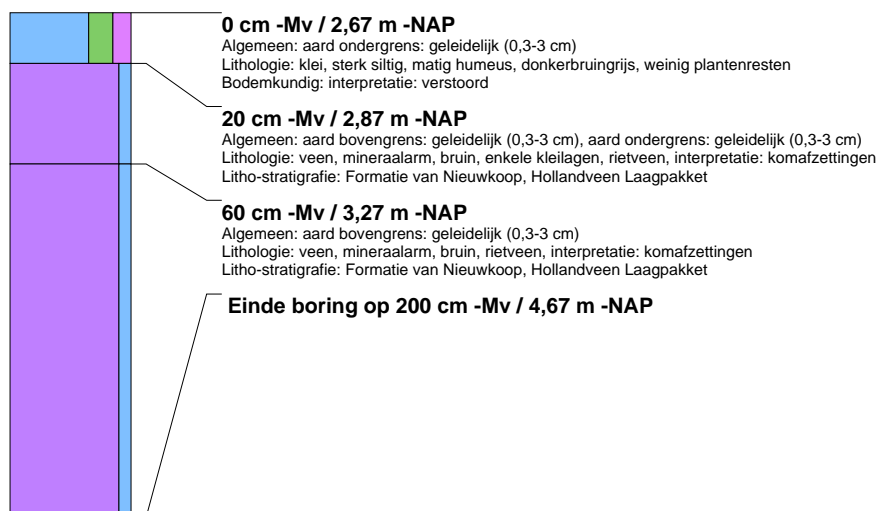 0 cm -Mv / 2,67 m -NAP
Algemeen: aard ondergrens: geleidelijk (0,3-3 cm)
Lithologie: klei, sterk siltig, matig humeus, donkerbruingrijs, weinig plantenresten
Bodemkundig: interpretatie: verstoord
20 cm -Mv / 2,87 m -NAP
Algemeen: aard bovengrens: geleidelijk (0,3-3 cm), aard ondergrens: geleidelijk (0,3-3 cm)
Lithologie: veen, mineraalarm, bruin, enkele kleilagen, rietveen, interpretatie: komafzettingen
Litho-stratigrafie: Formatie van Nieuwkoop, Hollandveen Laagpakket
60 cm -Mv / 3,27 m -NAP
Algemeen: aard bovengrens: geleidelijk (0,3-3 cm)
Lithologie: veen, mineraalarm, bruin, rietveen, interpretatie: komafzettingen
Litho-stratigrafie: Formatie van Nieuwkoop, Hollandveen Laagpakket
Einde boring op 200 cm -Mv / 4,67 m -NAP